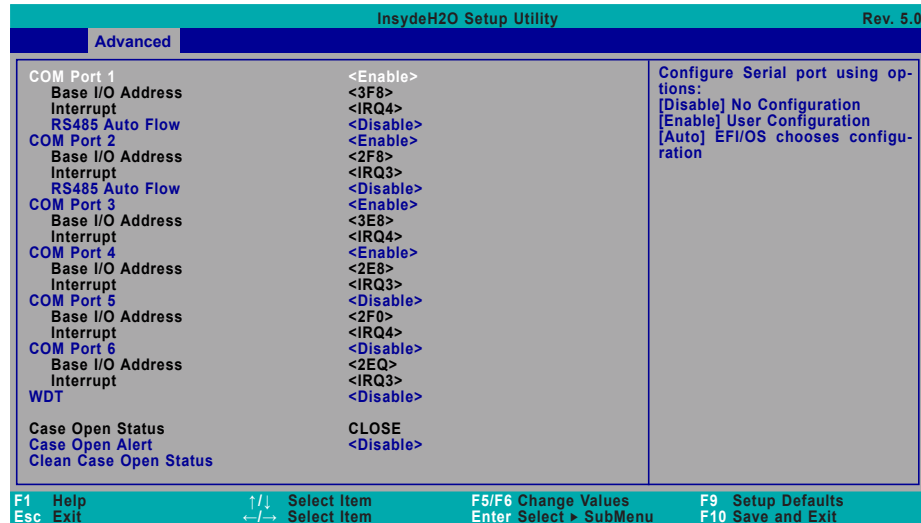 InsydeH2O Setup Utility Rev. 5.0
Advanced
COM Port 1 <Enable>
Base I/O Address <3F8>
Interrupt <IRQ4>
RS485 Auto Flow <Disable>
COM Port 2 <Enable>
Base I/O Address <2F8>
Interrupt <IRQ3>
RS485 Auto Flow <Disable>
COM Port 3 <Enable>
Base I/O Address <3E8>
Interrupt <IRQ4>
COM Port 4 <Enable>
Base I/O Address <2E8>
Interrupt <IRQ3>
COM Port 5 <Disable>
Base I/O Address <2F0>
Interrupt <IRQ4>
COM Port 6 <Disable>
Base I/O Address <2EQ>
Interrupt <IRQ3>
WDT <Disable>
Case Open Status CLOSE
Case Open Alert <Disable>
Clean Case Open Status
Configure Serial port using op-
tions:
[Disable] No Configuration
[Enable] User Configuration
[Auto] EFI/OS chooses configu-
ration
F1 Help ↑/↓ Select Item F5/F6 Change Values F9 Setup Defaults
Esc Exit ←/→ Select Item Enter Select ► SubMenu F10 Save and Exit